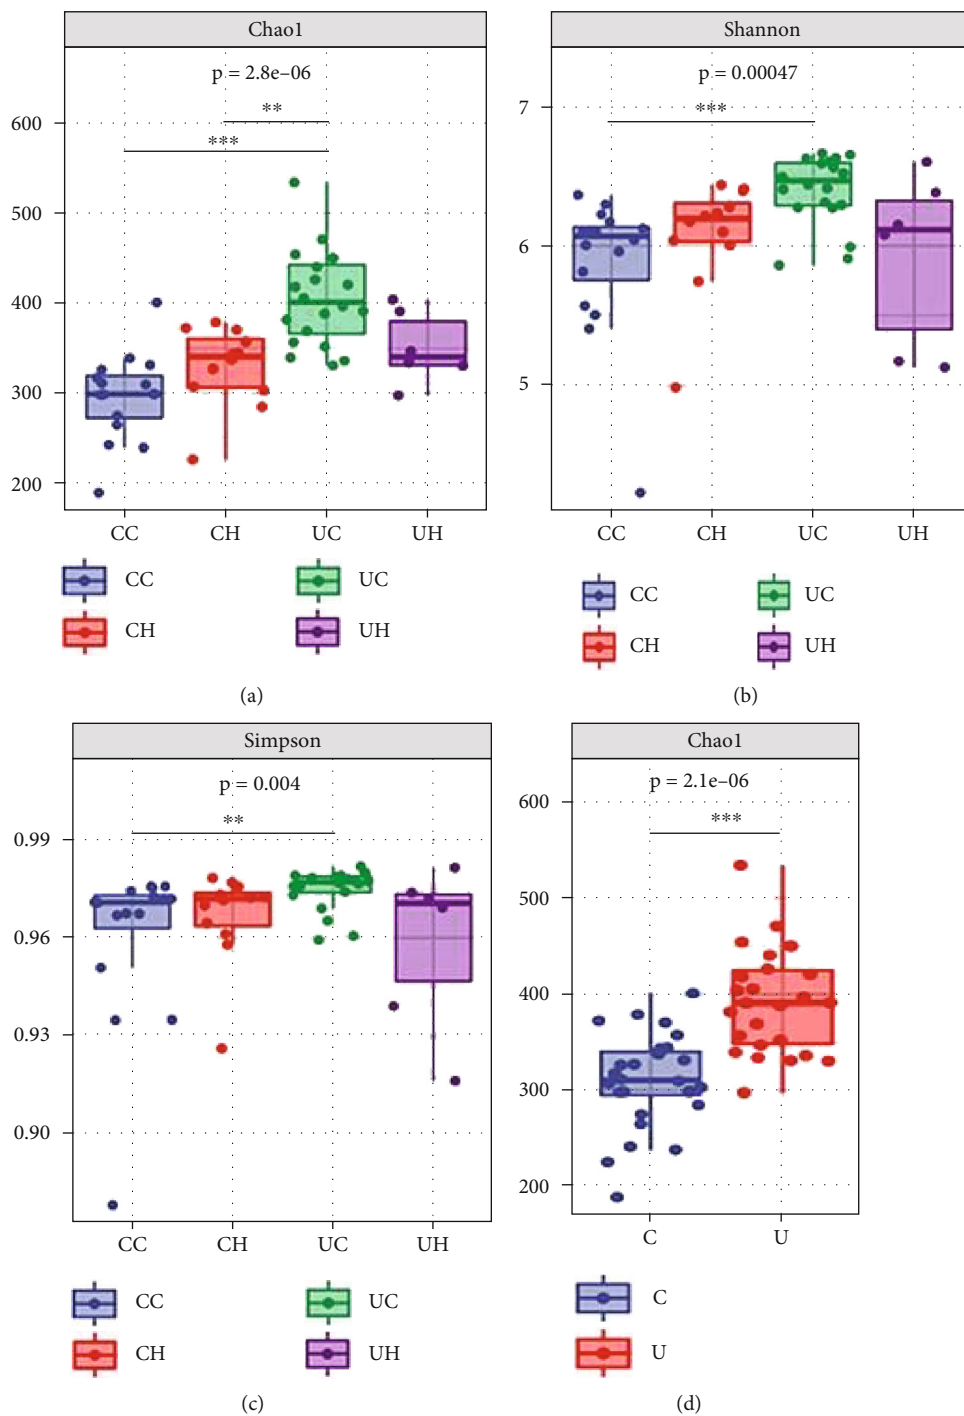 Chao1
p = 2.8e–06
**
***
600
500
400
300
200
CC CH UC UH
CC UC
CH UH
(a)
Shannon
p = 0.00047
***
7
6
5
CC CH UC UH
CC UC
CH UH
(b)
Simpson
p = 0.004
**
0.99
0.96
0.93
0.90
CC CH UC UH
CC UC
CH UH
(c)
Chao1
p = 2.1e–06
***
600
500
400
300
200
C U
C
U
(d)